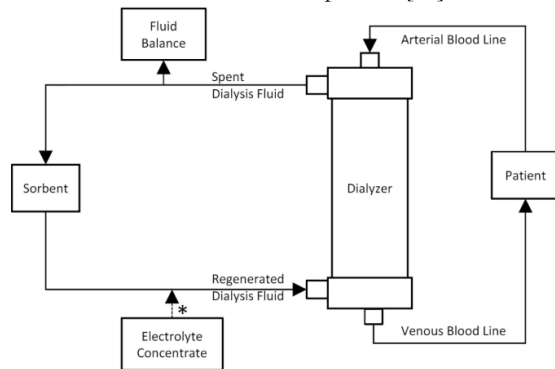 Fluid
Balance
Spent
Dialysis Fluid
Arterial Blood Line
Sorbent
Dialyzer
Patient
Regenerated
Dialysis Fluid
*
Electrolyte
Concentrate
Venous Blood Line